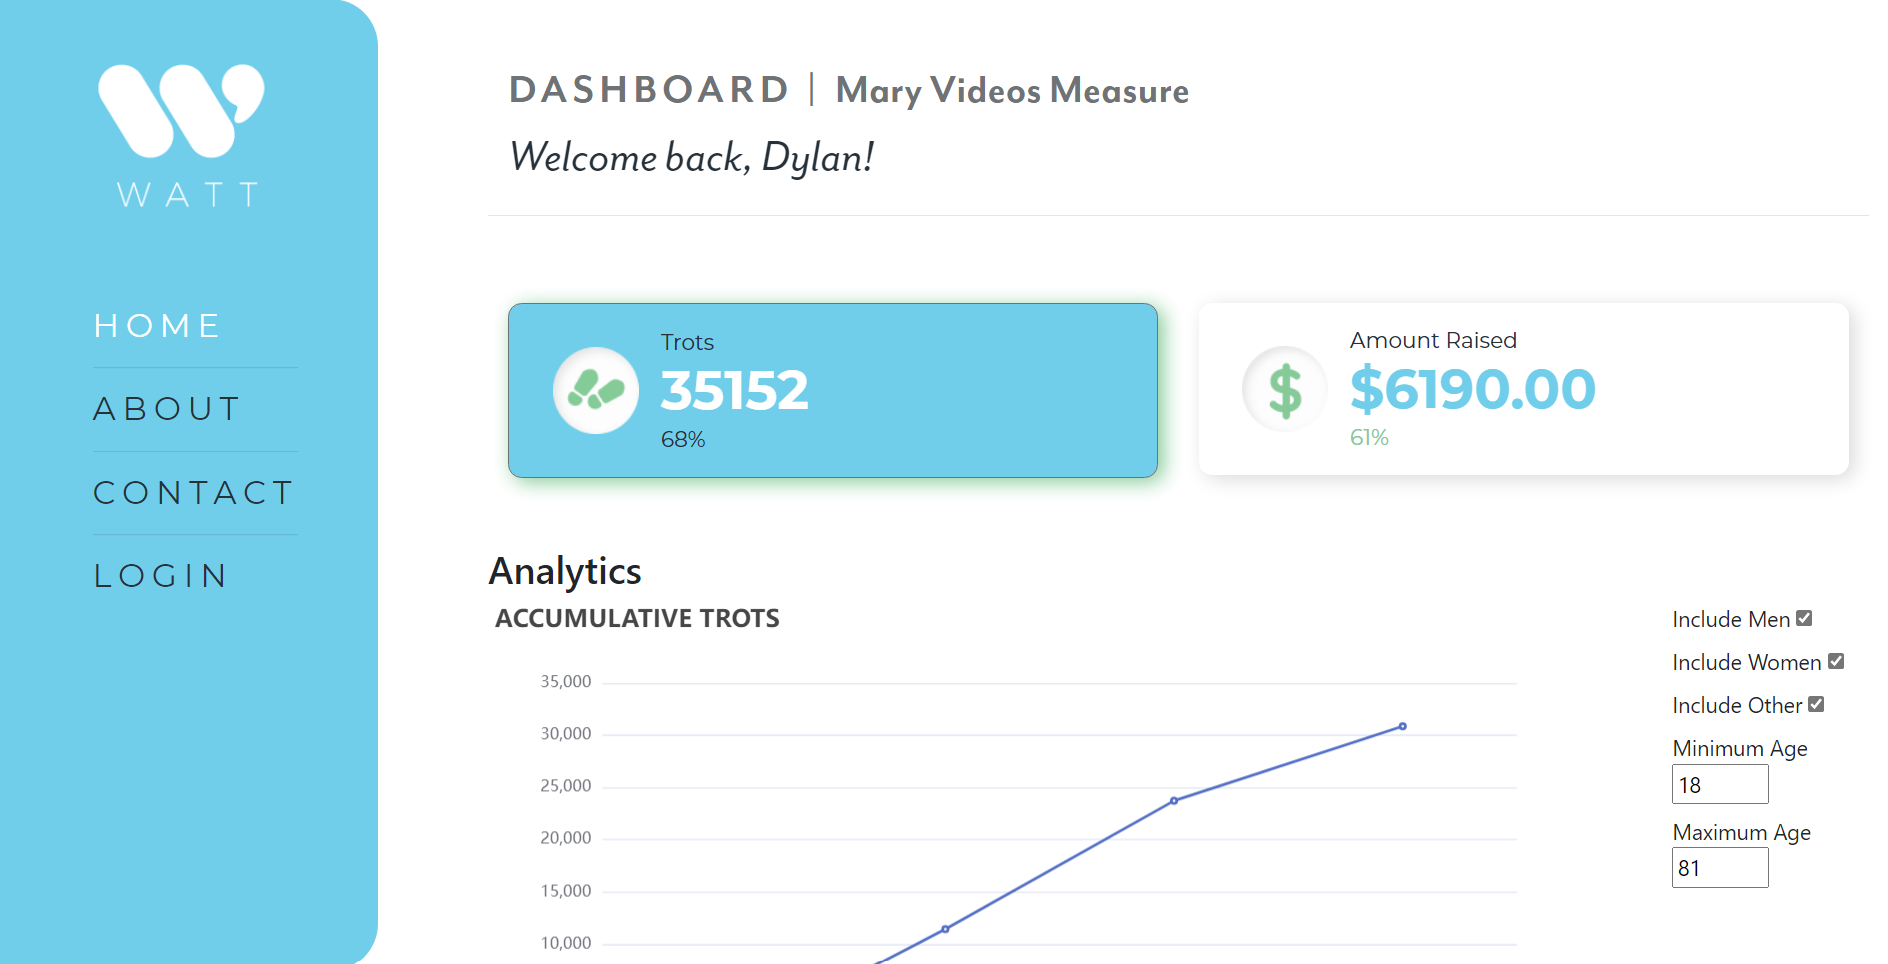 WATT
HOME
ABOUT
CONTACT
LOGIN
DASHBOARD | Mary Videos Measure
Welcome back, Dylan!
Trots
35152
68%
Amount Raised
$6190.00
61%
Analytics
ACCUMULATIVE TROTS
35,000
30,000
25,000
20,000
15,000
10,000
Include Men
Include Women
Include Other
Minimum Age
18
Maximum Age
81